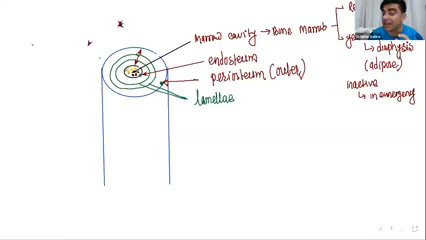 Marrow cavity → Bone marrow
endosteum
periosteum (outer)
lamellae
↳ diaphysis
(adipose)
inactive
↳ in emergency